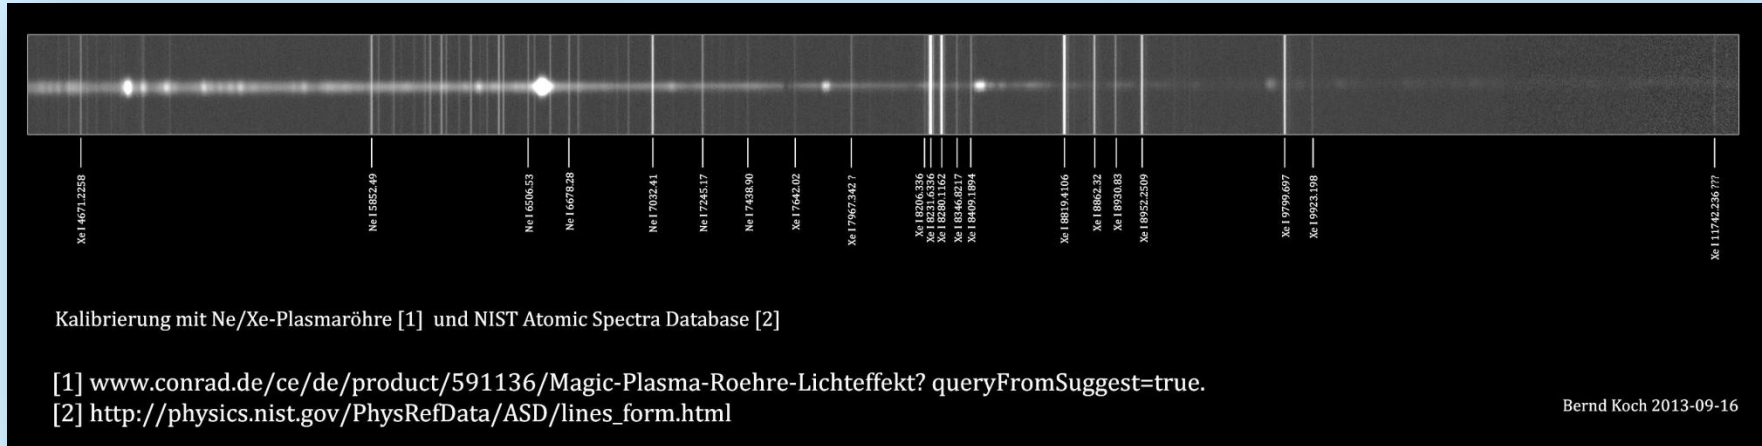 Xe I 4671.2258
Ne I 5852.49
Ne I 6506.53
Ne I 6678.28
Ne I 7032.41
Ne I 7245.17
Ne I 7438.90
Xe I 7642.02
Xe I 7967.342 ?
Xe I 8206.336
Xe I 8231.6336
Xe I 8280.1162
Xe I 8346.8217
Xe I 8409.1894
Xe I 8819.4106
Xe I 8862.32
Xe I 8930.83
Xe I 8952.2509
Xe I 9799.697
Xe I 9923.198
Xe I 11742.236 ???
Kalibrierung mit Ne/Xe-Plasmaröhre [1] und NIST Atomic Spectra Database [2]
[1] www.conrad.de/ce/de/product/591136/Magic-Plasma-Roehre-Lichteffekt? queryFromSuggest=true.
[2] http://physics.nist.gov/PhysRefData/ASD/lines_form.html
Bernd Koch 2013-09-16